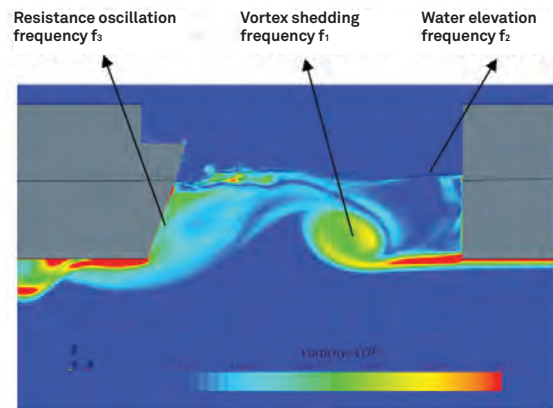 Resistance oscillation
frequency f₃
Vortex shedding
frequency f₁
Water elevation
frequency f₂